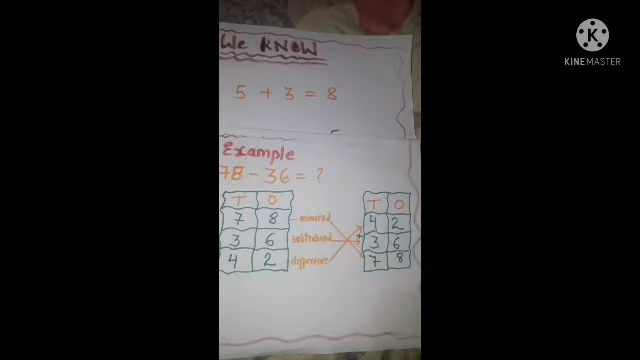 We KNOW
5 + 3 = 8
Example
78 - 36 = ?
T O
7 8
3 6
4 2
minuend
subtrahend
difference
T O
4 2
+ 3 6
7 8
K
KINEMASTER